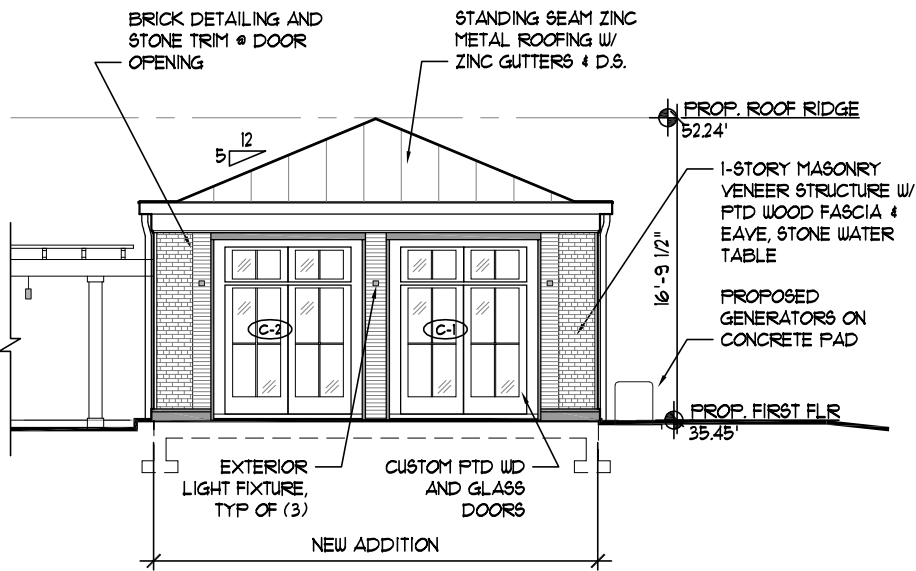 BRICK DETAILING AND
STONE TRIM @ DOOR
OPENING
STANDING SEAM ZINC
METAL ROOFING W/
ZINC GUTTERS & D.S.
12
5
PROP. ROOF RIDGE
52.24'
1-STORY MASONRY
VENEER STRUCTURE W/
PTD WOOD FASCIA &
EAVE, STONE WATER
TABLE
16'-9 1/2"
PROPOSED
GENERATORS ON
CONCRETE PAD
C-2
C-1
PROP. FIRST FLR
35.45'
EXTERIOR
LIGHT FIXTURE,
TYP OF (3)
CUSTOM PTD WD
AND GLASS
DOORS
NEW ADDITION